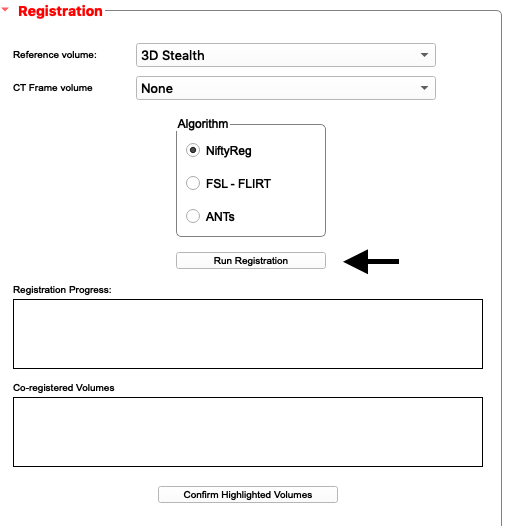 Registration
Reference volume:
3D Stealth
CT Frame volume
None
Algorithm
NiftyReg
FSL - FLIRT
ANTs
Run Registration
Registration Progress:
Co-registered Volumes
Confirm Highlighted Volumes